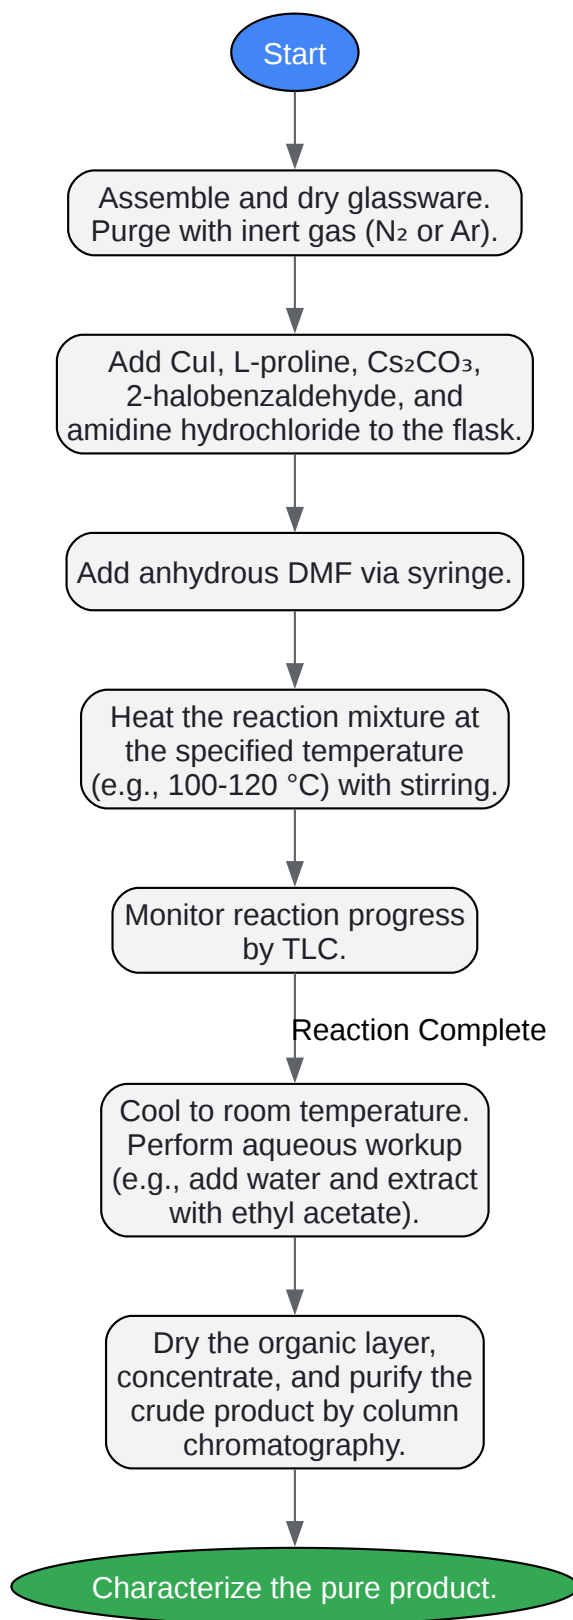 Start
Assemble and dry glassware.
Purge with inert gas (N₂ or Ar).
Add CuI, L-proline, Cs₂CO₃,
2-halobenzaldehyde, and
amidine hydrochloride to the flask.
Add anhydrous DMF via syringe.
Heat the reaction mixture at
the specified temperature
(e.g., 100-120 °C) with stirring.
Monitor reaction progress
by TLC.
Reaction Complete
Cool to room temperature.
Perform aqueous workup
(e.g., add water and extract
with ethyl acetate).
Dry the organic layer,
concentrate, and purify the
crude product by column
chromatography.
Characterize the pure product.